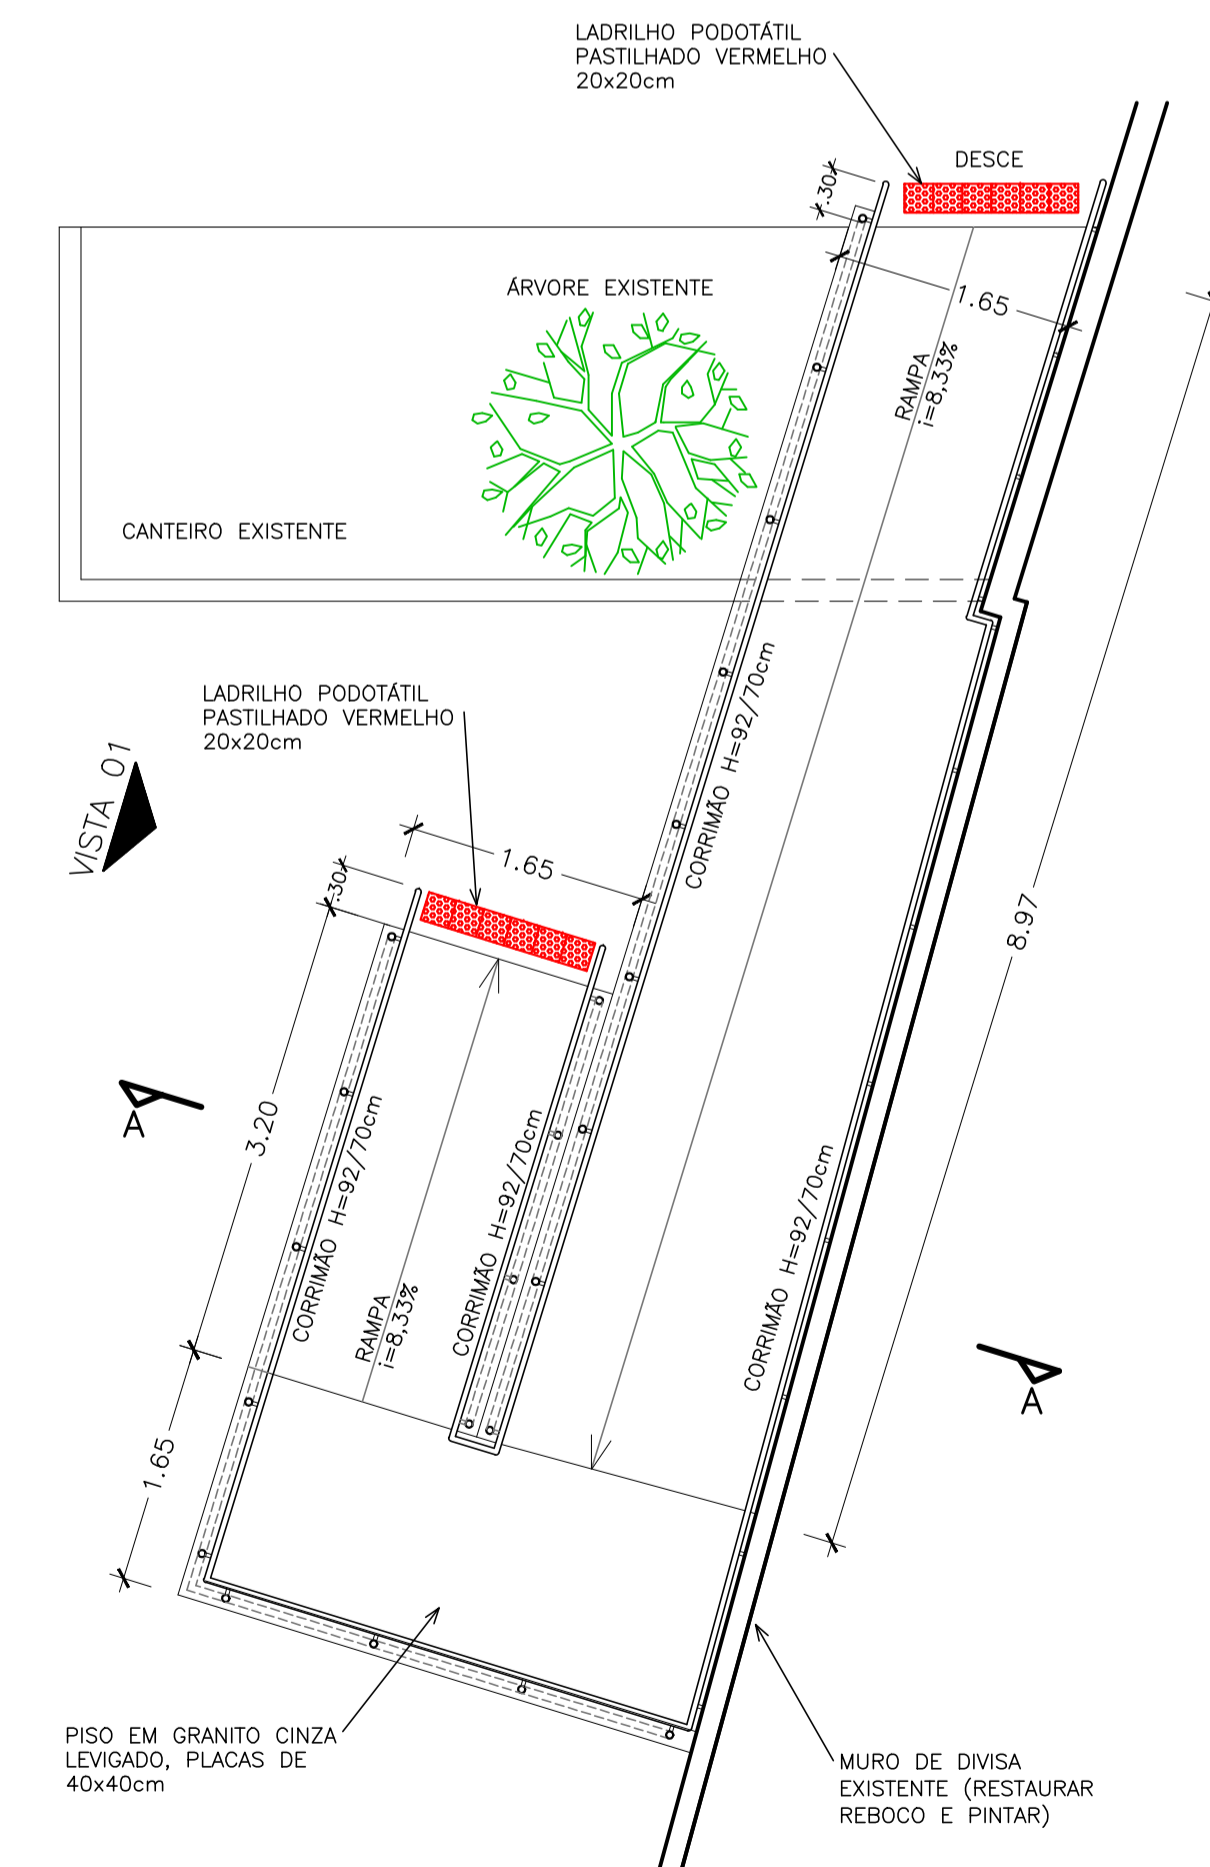 LADRILHO PODOTÁTIL
PASTILHADO VERMELHO
20x20cm
DESCE
.30
1.65
ÁRVORE EXISTENTE
RAMPA
i=8,33%
CANTEIRO EXISTENTE
LADRILHO PODOTÁTIL
PASTILHADO VERMELHO
20x20cm
VISTA 01
CORRIMÃO H=92/70cm
1.65
.30
8.97
A
3.20
CORRIMÃO H=92/70cm
CORRIMÃO H=92/70cm
CORRIMÃO H=92/70cm
RAMPA
i=8,33%
A
1.65
PISO EM GRANITO CINZA
LEVIGADO, PLACAS DE
40x40cm
MURO DE DIVISA
EXISTENTE (RESTAURAR
REBOCO E PINTAR)